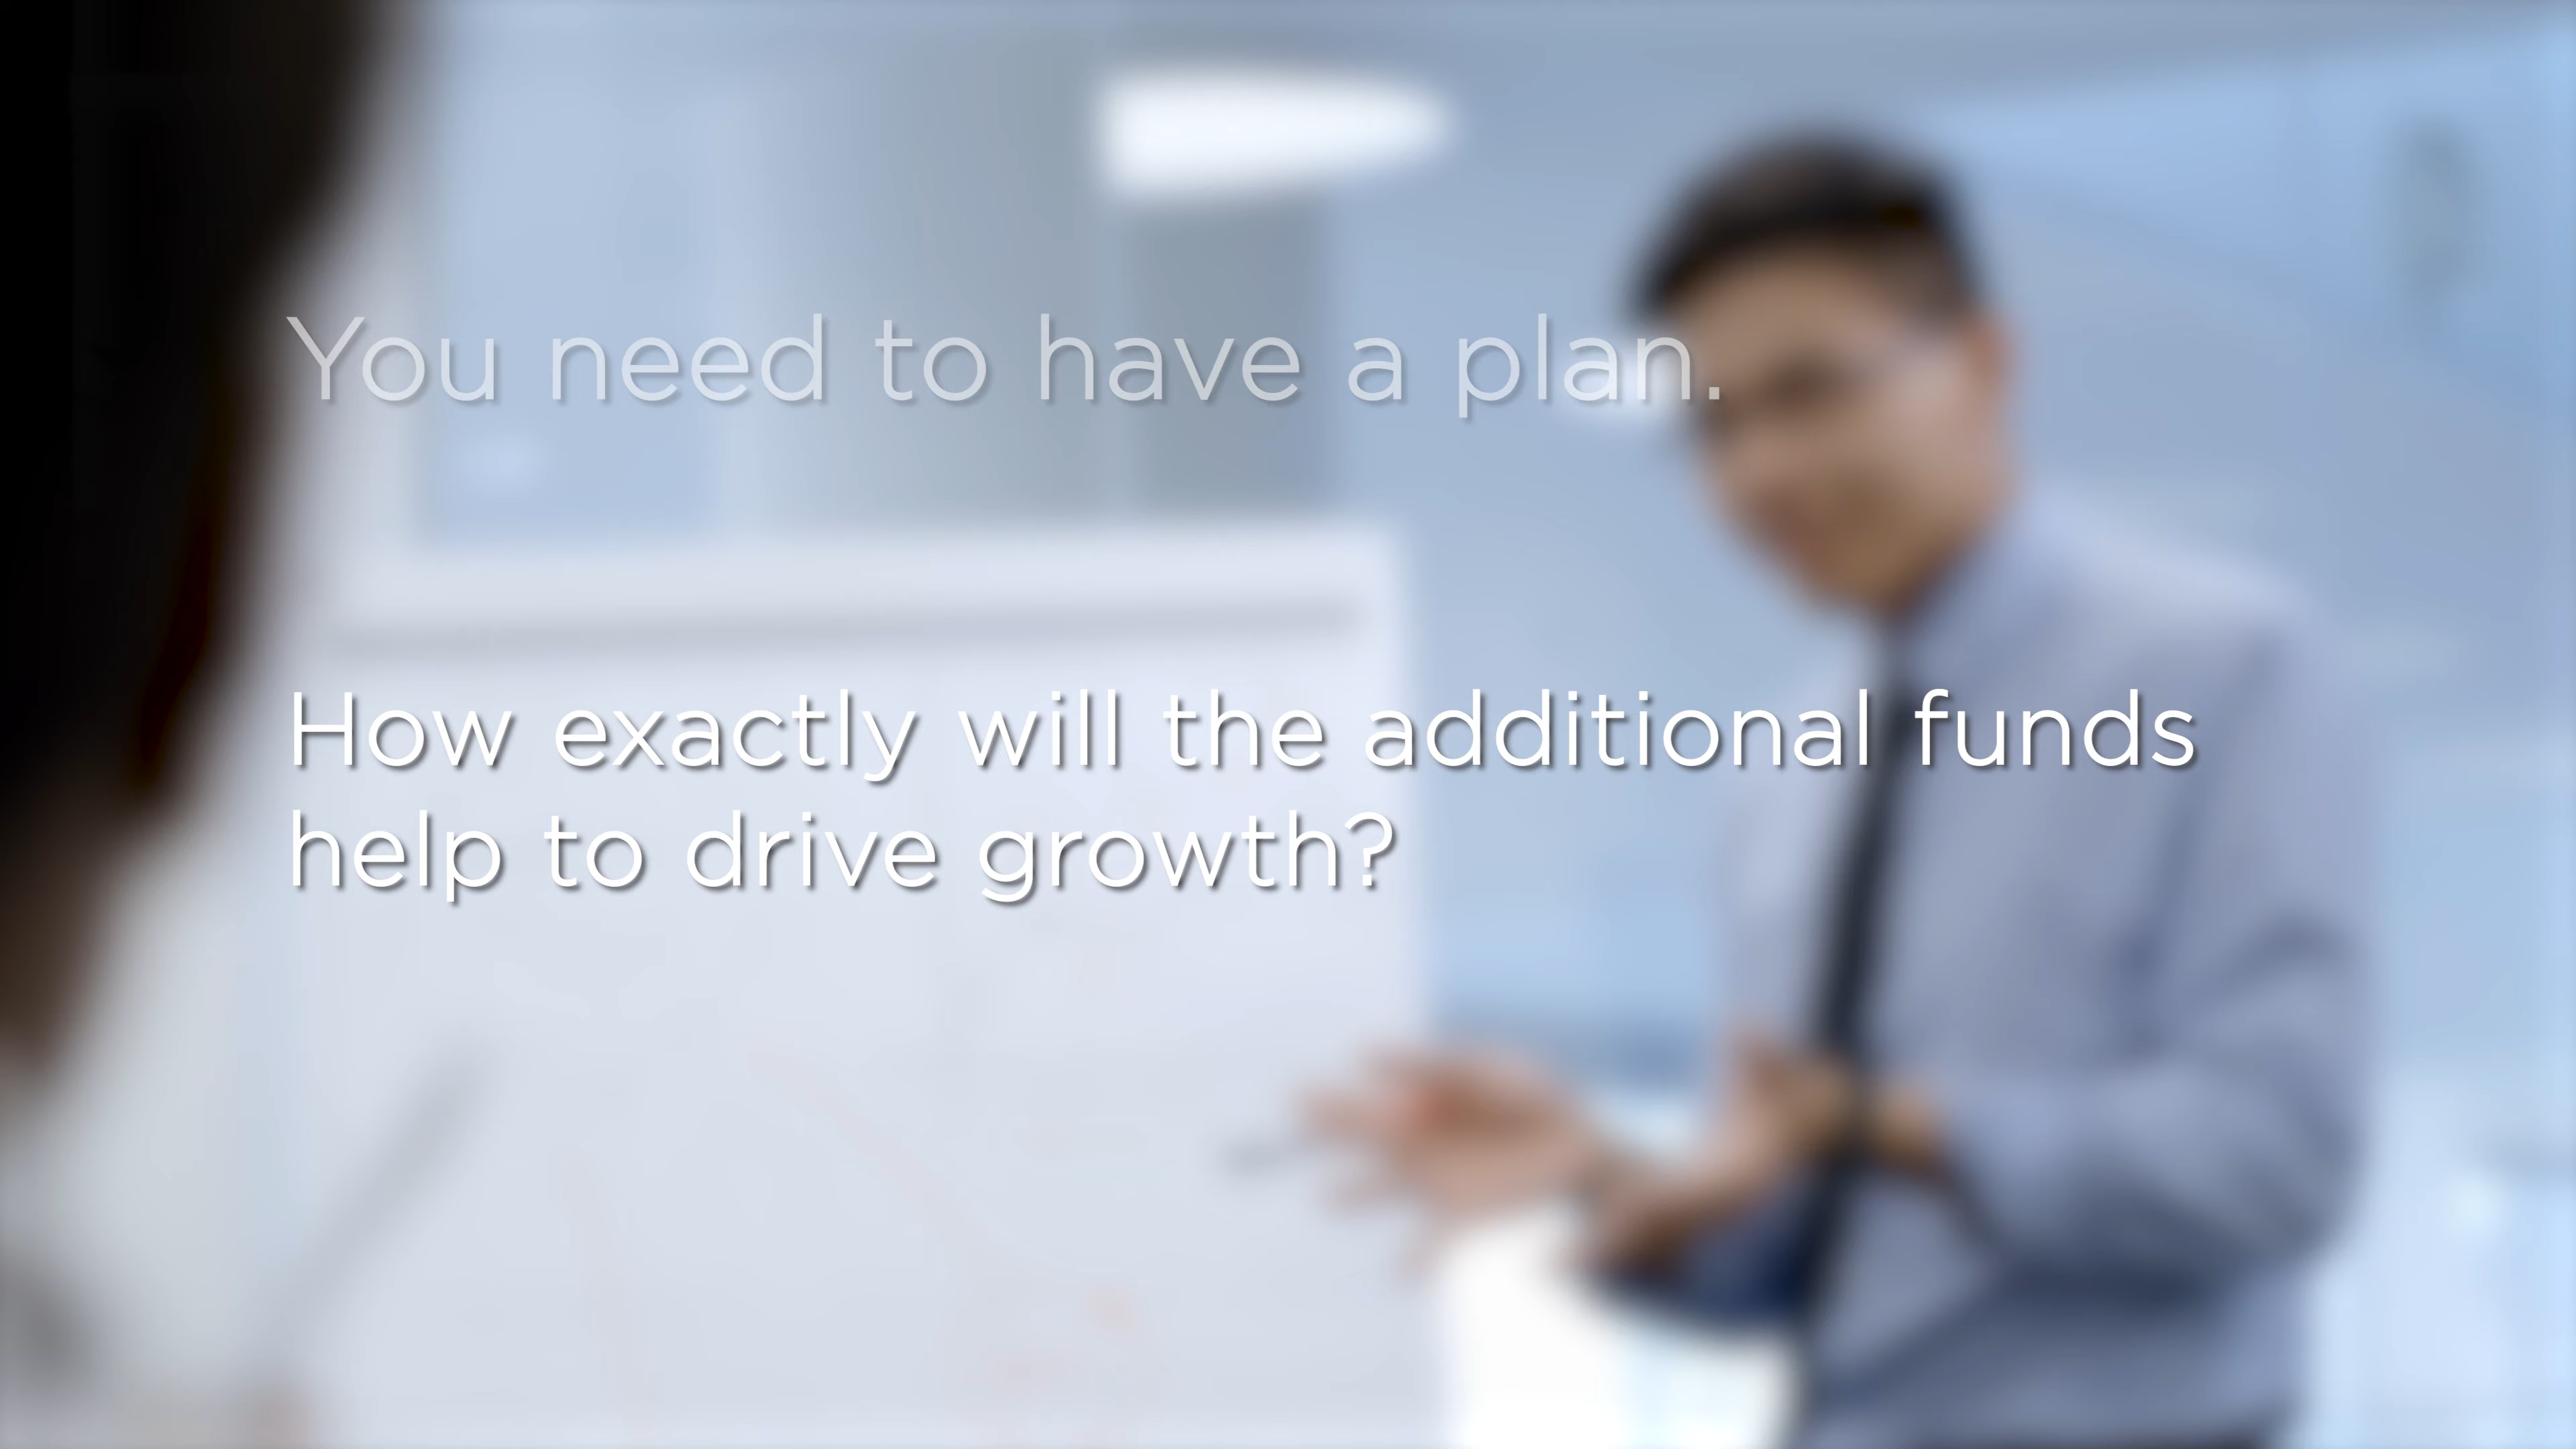 You need to have a plan.
How exactly will the additional funds
help to drive growth?